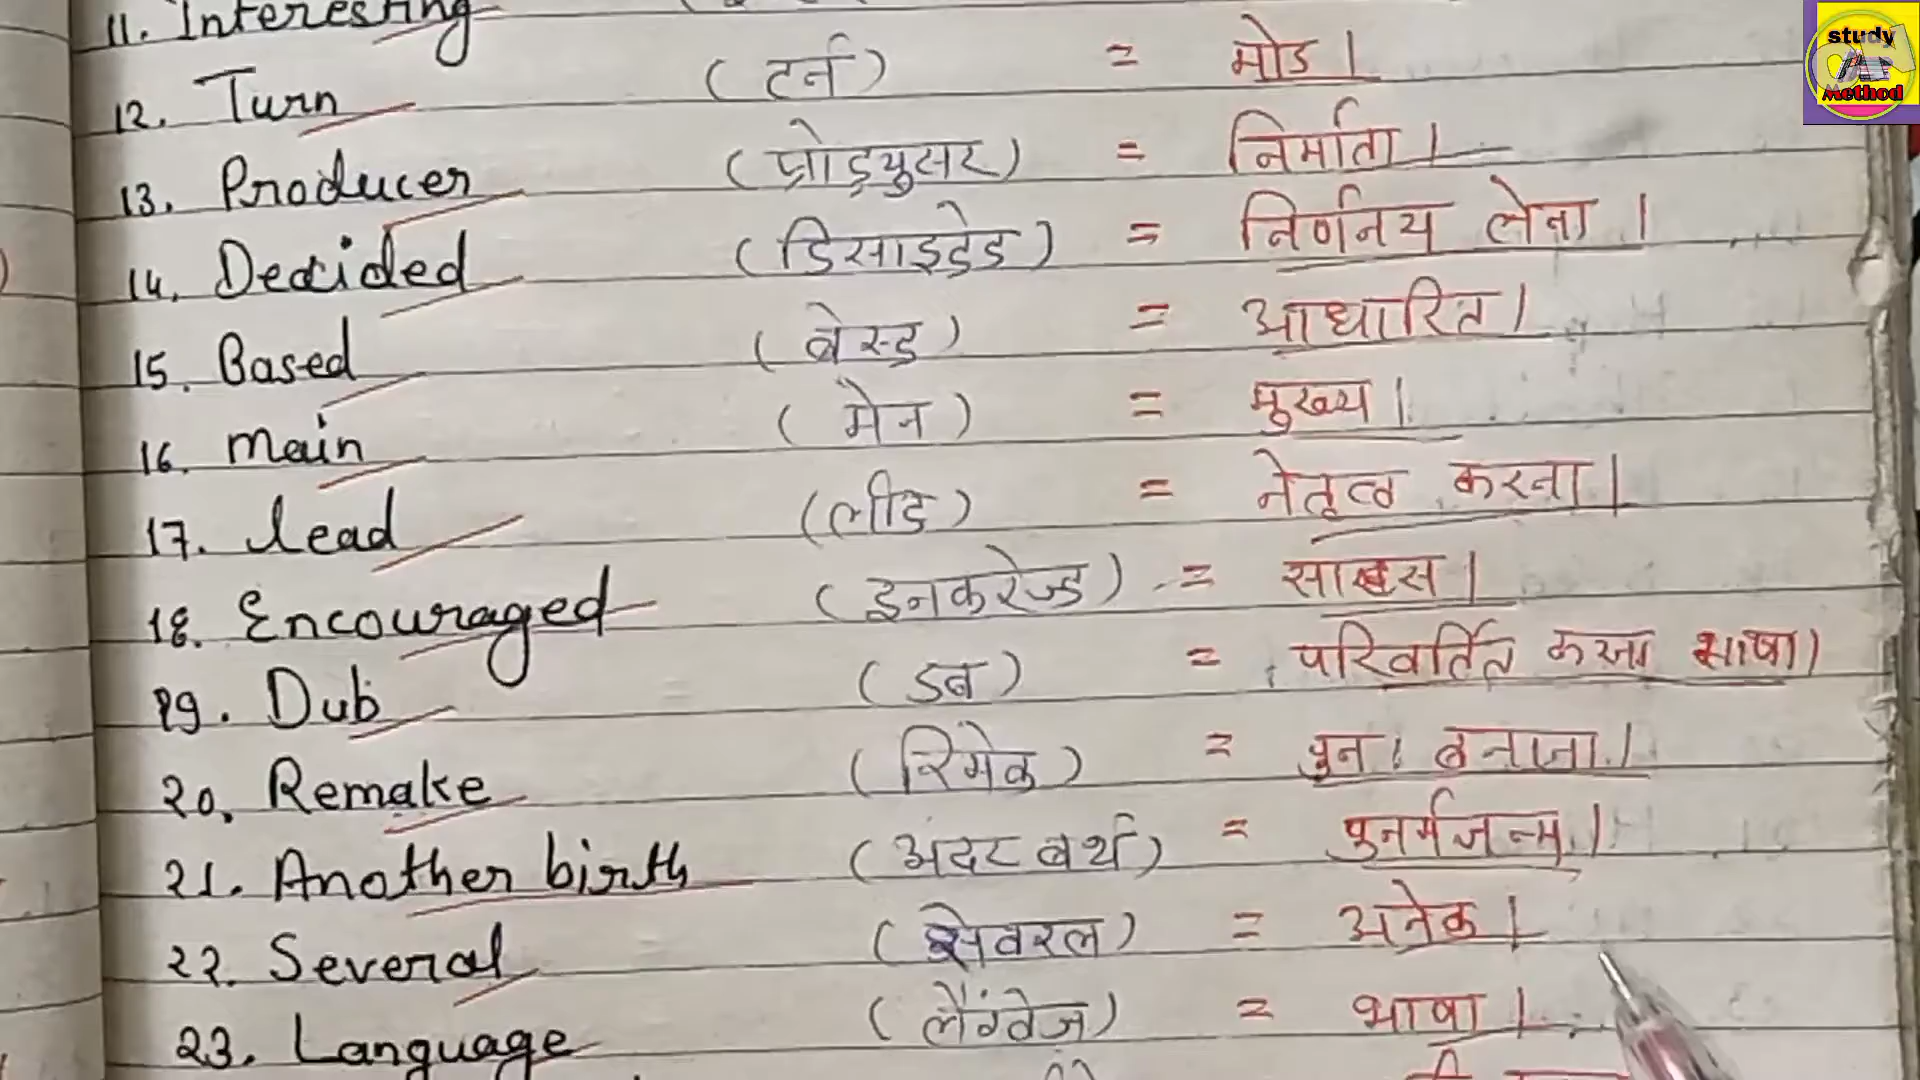 11. Interesting
12. Turn (टर्न) = मोड।
13. Producer (प्रोड्युसर) = निर्माता।
14. Decided (डिसाइडेड) = निर्णनय लेना।
15. Based (बेस्ड) = आधारित।
16. Main (मेन) = मुख्य।
17. Lead (लीड) = नेतृत्व करना।
18. Encouraged (इनकरेज्ड) = साहस।
19. Dub (डब) = परिवर्तित करना भाषा।
20. Remake (रिमेक) = पुन। बनाना।
21. Another birth (अदर बर्थ) = पुनर्मजन्म।
22. Several (सेवरल) = अनेक।
23. Language (लैंग्वेज) = भाषा।
study
Method